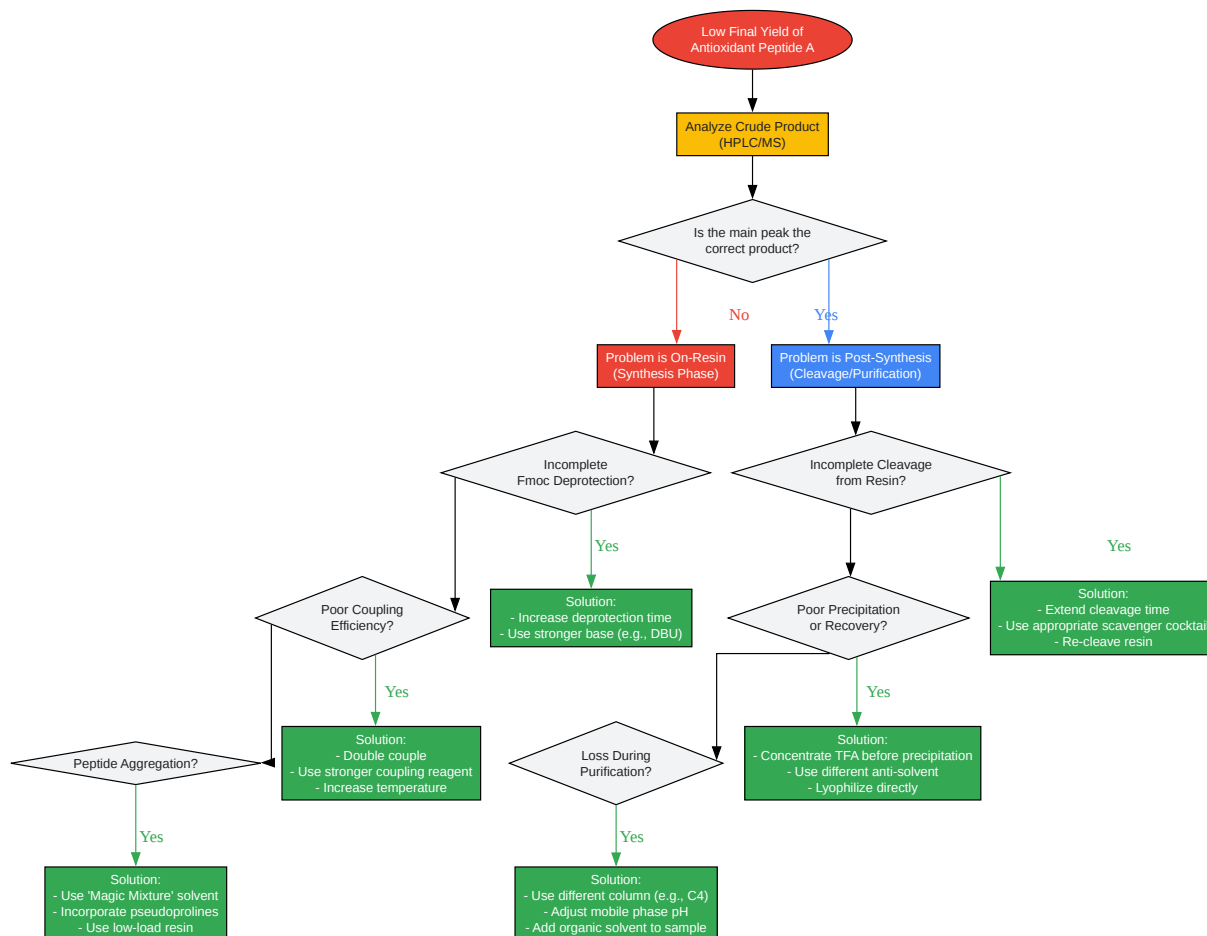 Low Final Yield of
Antioxidant Peptide A
Analyze Crude Product
(HPLC/MS)
Is the main peak the
correct product?
No
Yes
Problem is On-Resin
(Synthesis Phase)
Problem is Post-Synthesis
(Cleavage/Purification)
Incomplete
Fmoc Deprotection?
Incomplete Cleavage
from Resin?
Yes
Yes
Poor Coupling
Efficiency?
Solution:
- Increase deprotection time
- Use stronger base (e.g., DBU)
Poor Precipitation
or Recovery?
Solution:
- Extend cleavage time
- Use appropriate scavenger cocktail
- Re-cleave resin
Yes
Yes
Peptide Aggregation?
Solution:
- Double couple
- Use stronger coupling reagent
- Increase temperature
Loss During
Purification?
Solution:
- Concentrate TFA before precipitation
- Use different anti-solvent
- Lyophilize directly
Yes
Yes
Solution:
- Use 'Magic Mixture' solvent
- Incorporate pseudoprolines
- Use low-load resin
Solution:
- Use different column (e.g., C4)
- Adjust mobile phase pH
- Add organic solvent to sample